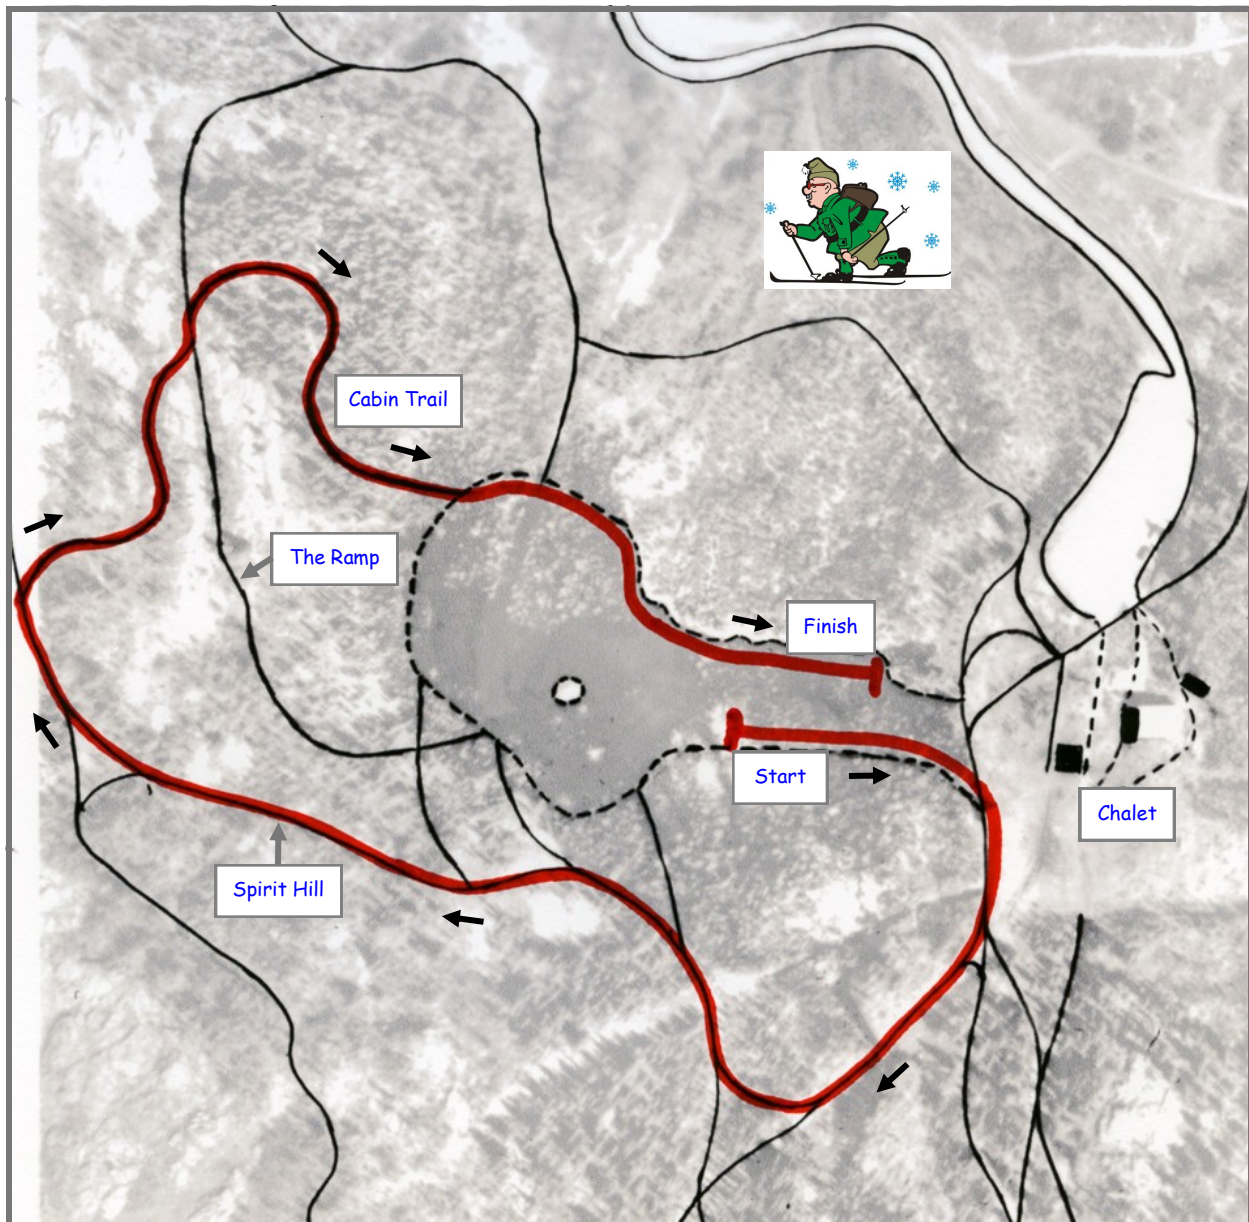 Cabin Trail
The Ramp
Finish
Start
Chalet
Spirit Hill